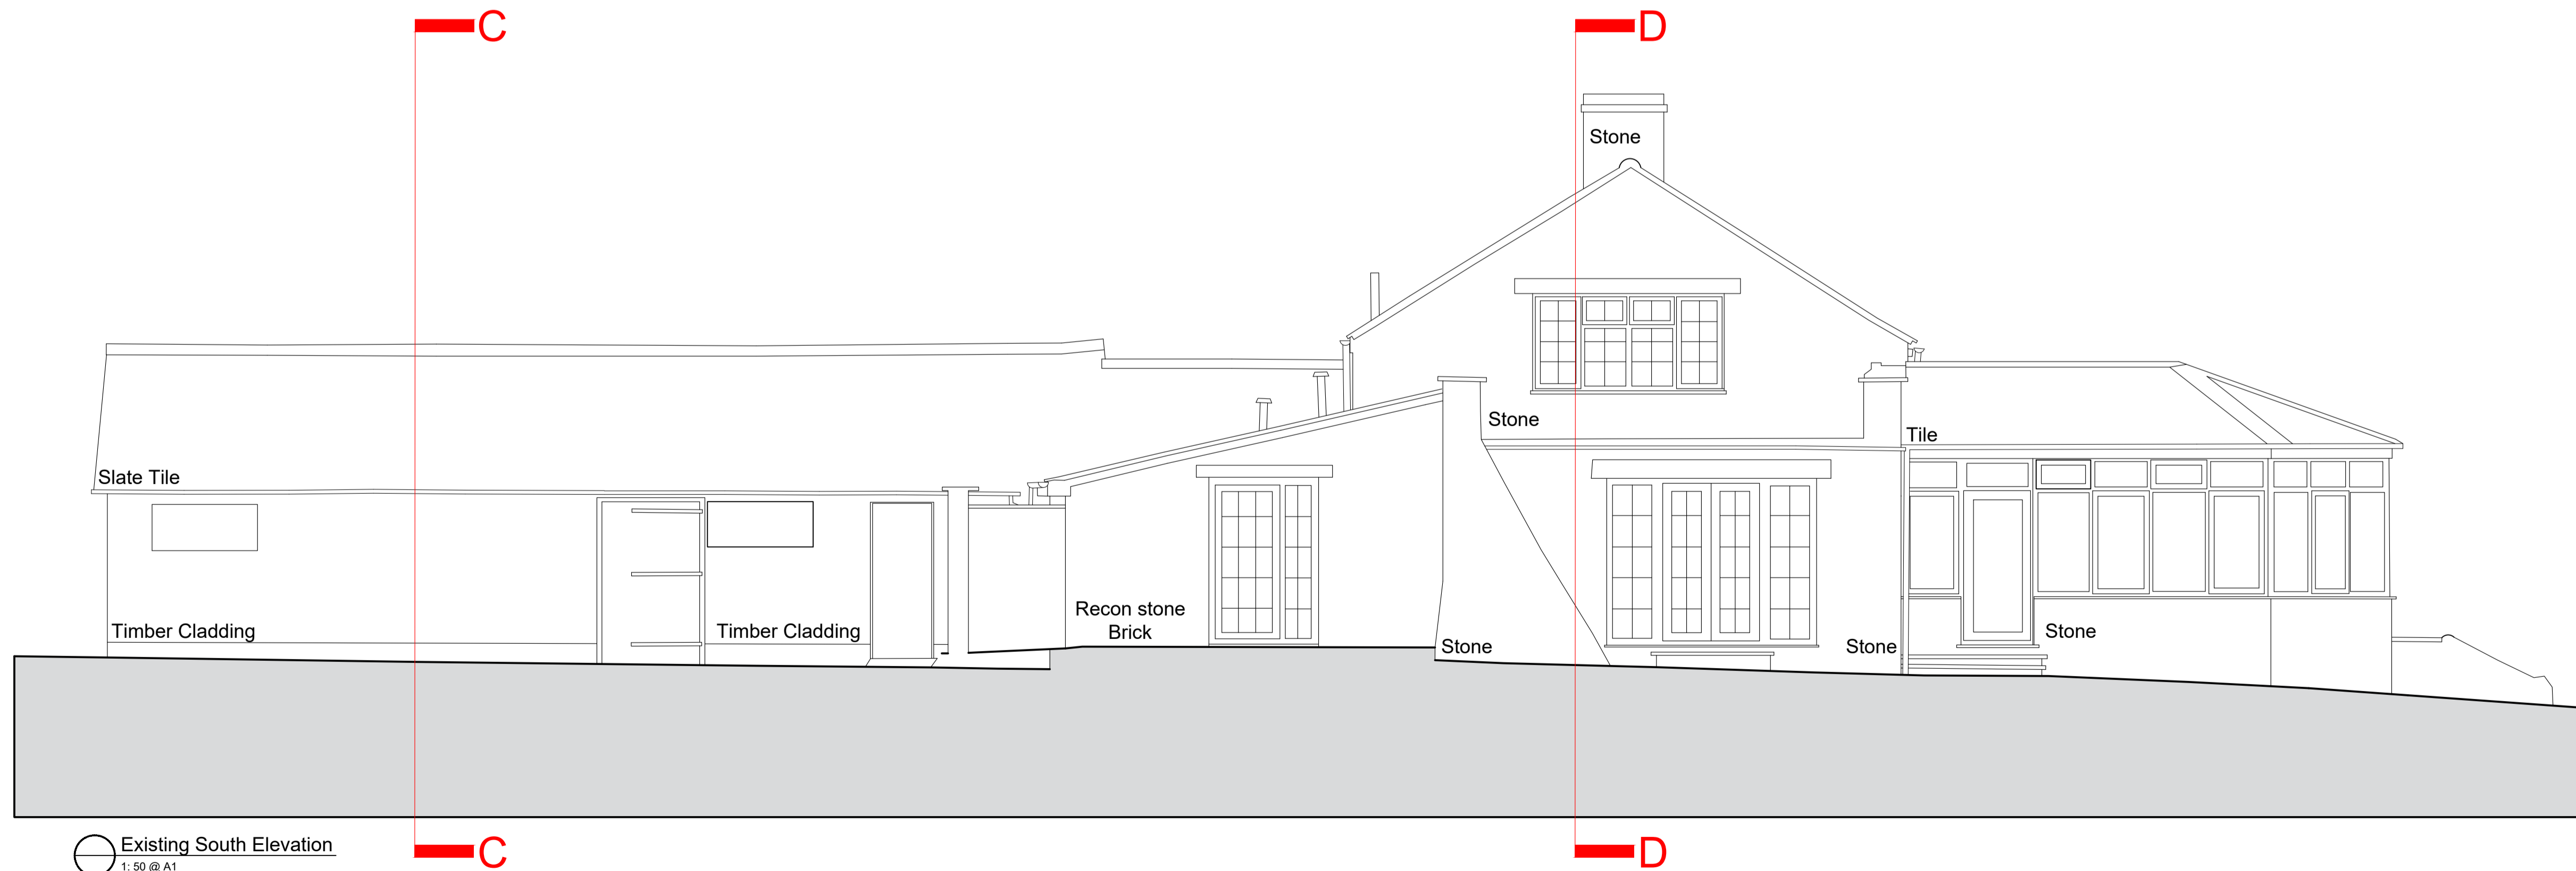 C
D
Stone
Stone
Tile
Slate Tile
Timber Cladding
Timber Cladding
Recon stone
Brick
Stone
Stone
Stone
Existing South Elevation
1: 50 @ A1
C
D